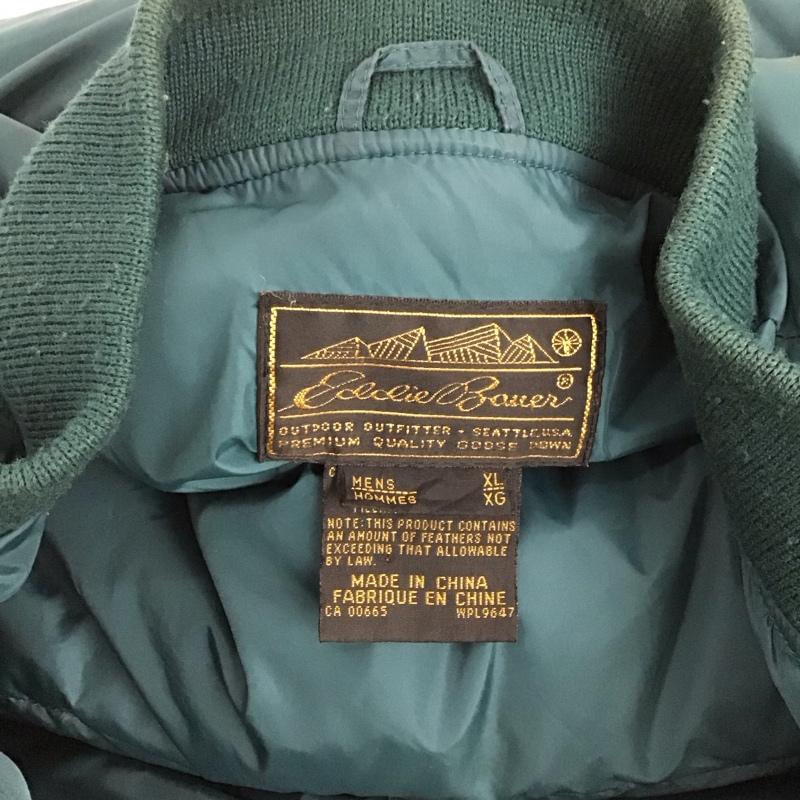 Eddie Bauer®
OUTDOOR OUTFITTER - SEATTLE, U.S.A.
PREMIUM QUALITY GOOSE DOWN
MENS XL
HOMMES XG
NOTE: THIS PRODUCT CONTAINS
AN AMOUNT OF FEATHERS NOT
EXCEEDING THAT ALLOWABLE
BY LAW.
MADE IN CHINA
FABRIQUE EN CHINE
CA 00665 WPL9647